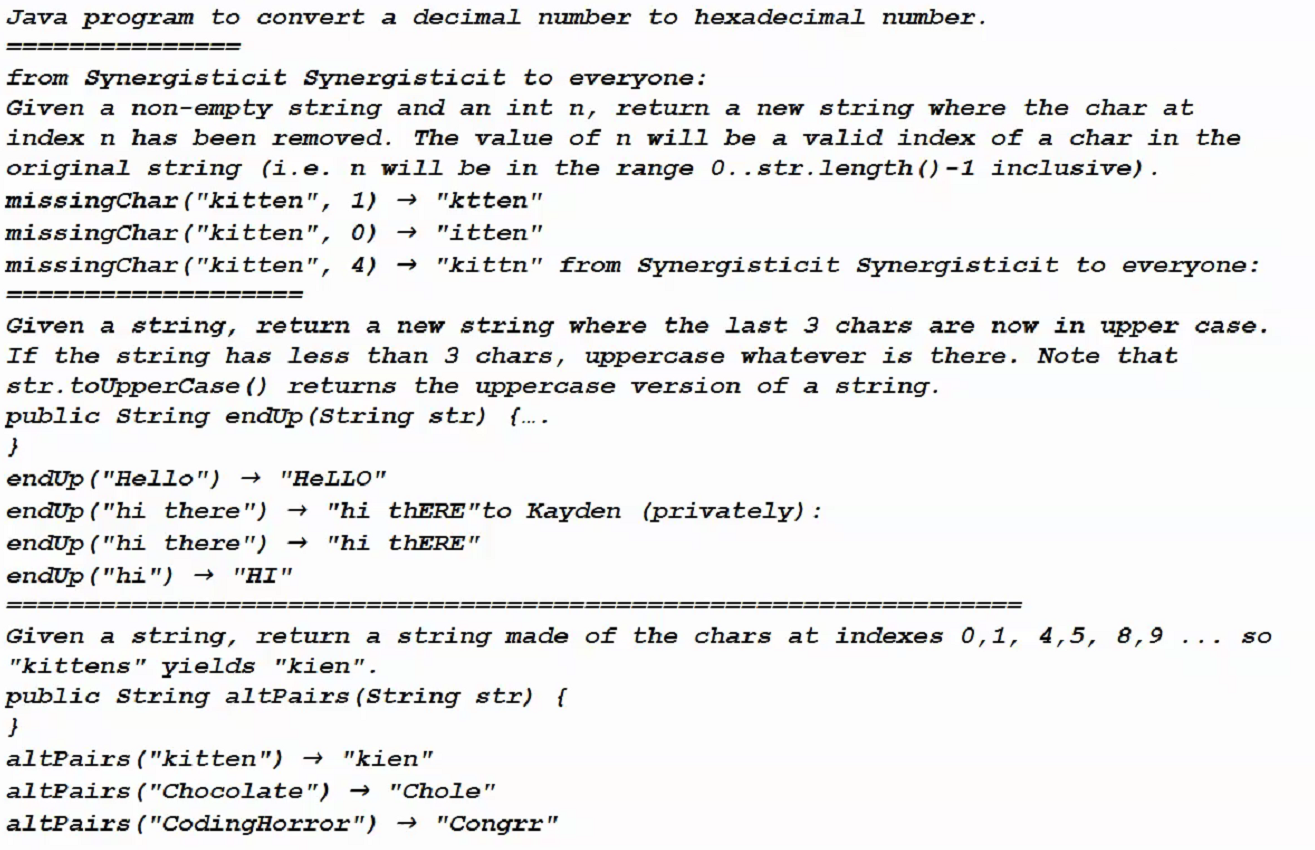 Java program to convert a decimal number to hexadecimal number.
===============
from Synergisticit Synergisticit to everyone:
Given a non-empty string and an int n, return a new string where the char at
index n has been removed. The value of n will be a valid index of a char in the
original string (i.e. n will be in the range 0..str.length()-1 inclusive).
missingChar("kitten", 1) → "ktten"
missingChar("kitten", 0) → "itten"
missingChar("kitten", 4) → "kittn" from Synergisticit Synergisticit to everyone:
===================
Given a string, return a new string where the last 3 chars are now in upper case.
If the string has less than 3 chars, uppercase whatever is there. Note that
str.toUpperCase() returns the uppercase version of a string.
public String endUp(String str) {….
}
endUp("Hello") → "HeLLO"
endUp("hi there") → "hi thERE"to Kayden (privately):
endUp("hi there") → "hi thERE"
endUp("hi") → "HI"
=================================================================
Given a string, return a string made of the chars at indexes 0,1, 4,5, 8,9 ... so
"kittens" yields "kien".
public String altPairs(String str) {
}
altPairs("kitten") → "kien"
altPairs("Chocolate") → "Chole"
altPairs("CodingHorror") → "Congrr"